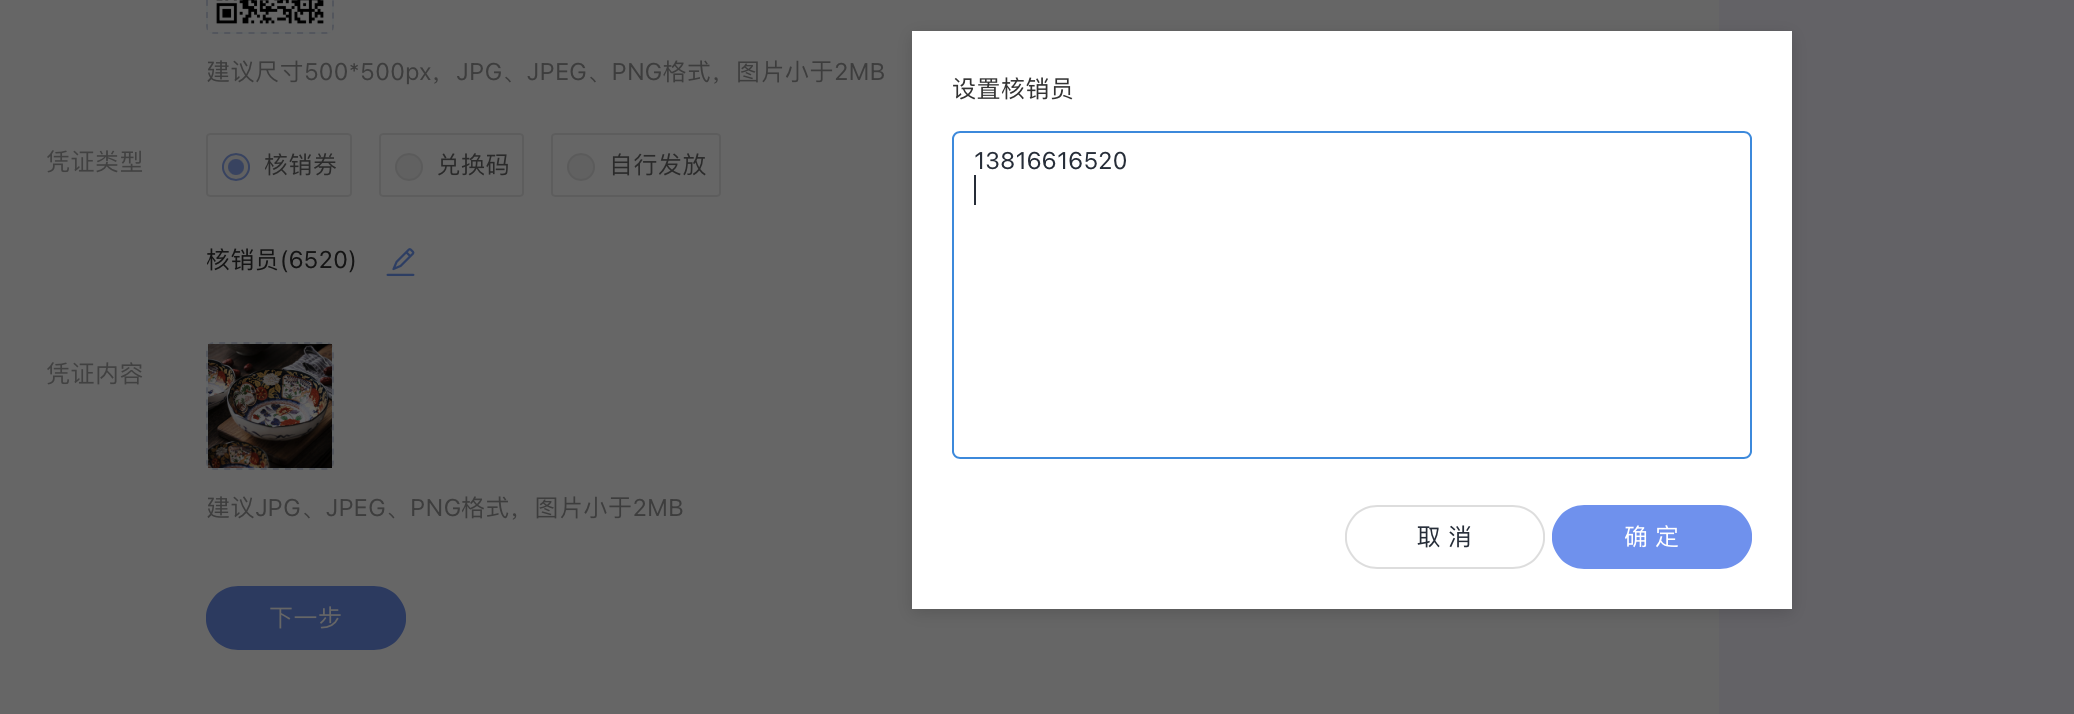 建议尺寸500*500px，JPG、JPEG、PNG格式，图片小于2MB
凭证类型
核销券
兑换码
自行发放
核销员(6520)
凭证内容
建议JPG、JPEG、PNG格式，图片小于2MB
下一步
设置核销员
13816616520
取 消
确 定